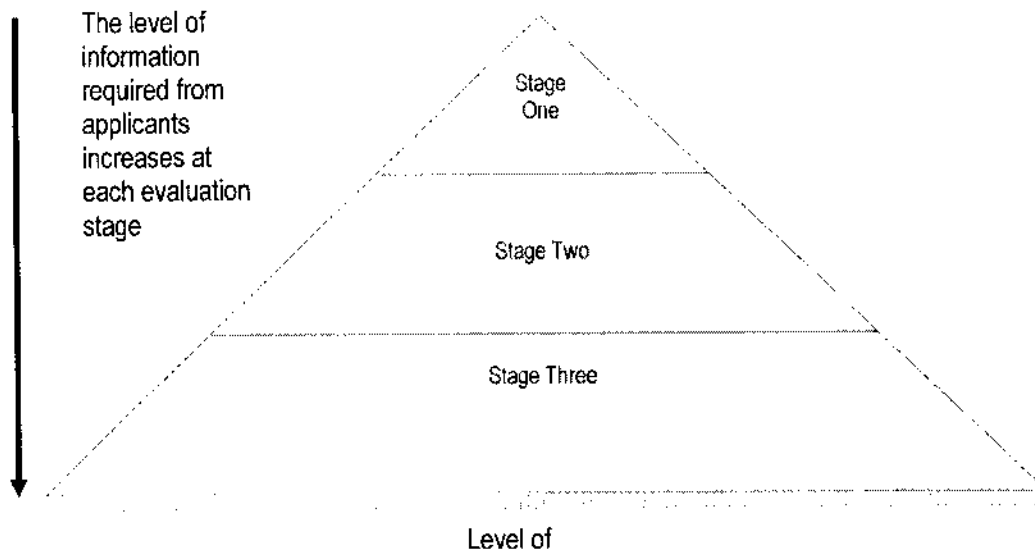 The level of
information
required from
applicants
increases at
each evaluation
stage
Stage
One
Stage Two
Stage Three
Level of